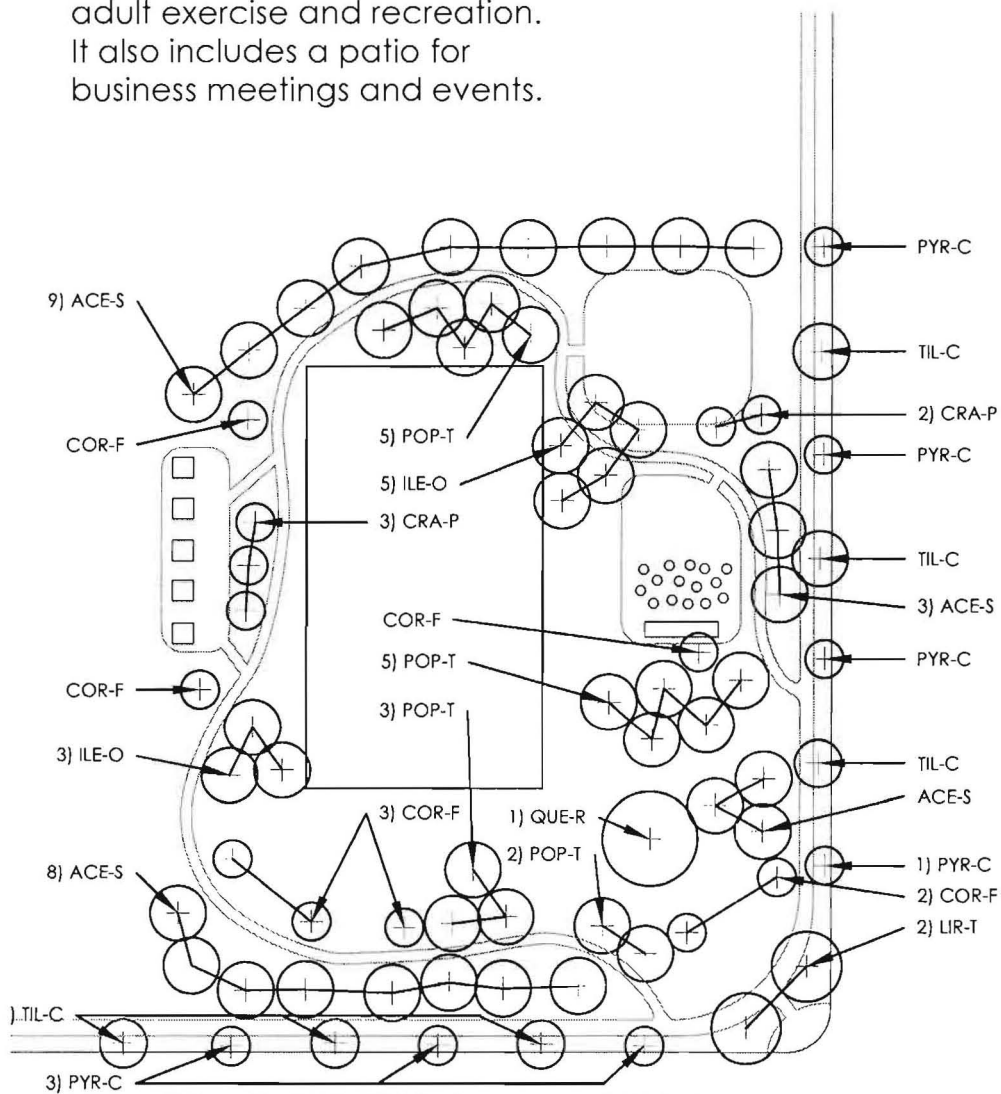 adult exercise and recreation.
It also includes a patio for
business meetings and events.
PYR-C
9) ACE-S
TIL-C
2) CRA-P
COR-F
5) POP-T
PYR-C
5) ILE-O
3) CRA-P
TIL-C
3) ACE-S
COR-F
5) POP-T
PYR-C
COR-F
3) POP-T
3) ILE-O
TIL-C
ACE-S
3) COR-F
1) QUE-R
2) POP-T
1) PYR-C
8) ACE-S
2) COR-F
2) LIR-T
) TIL-C
3) PYR-C